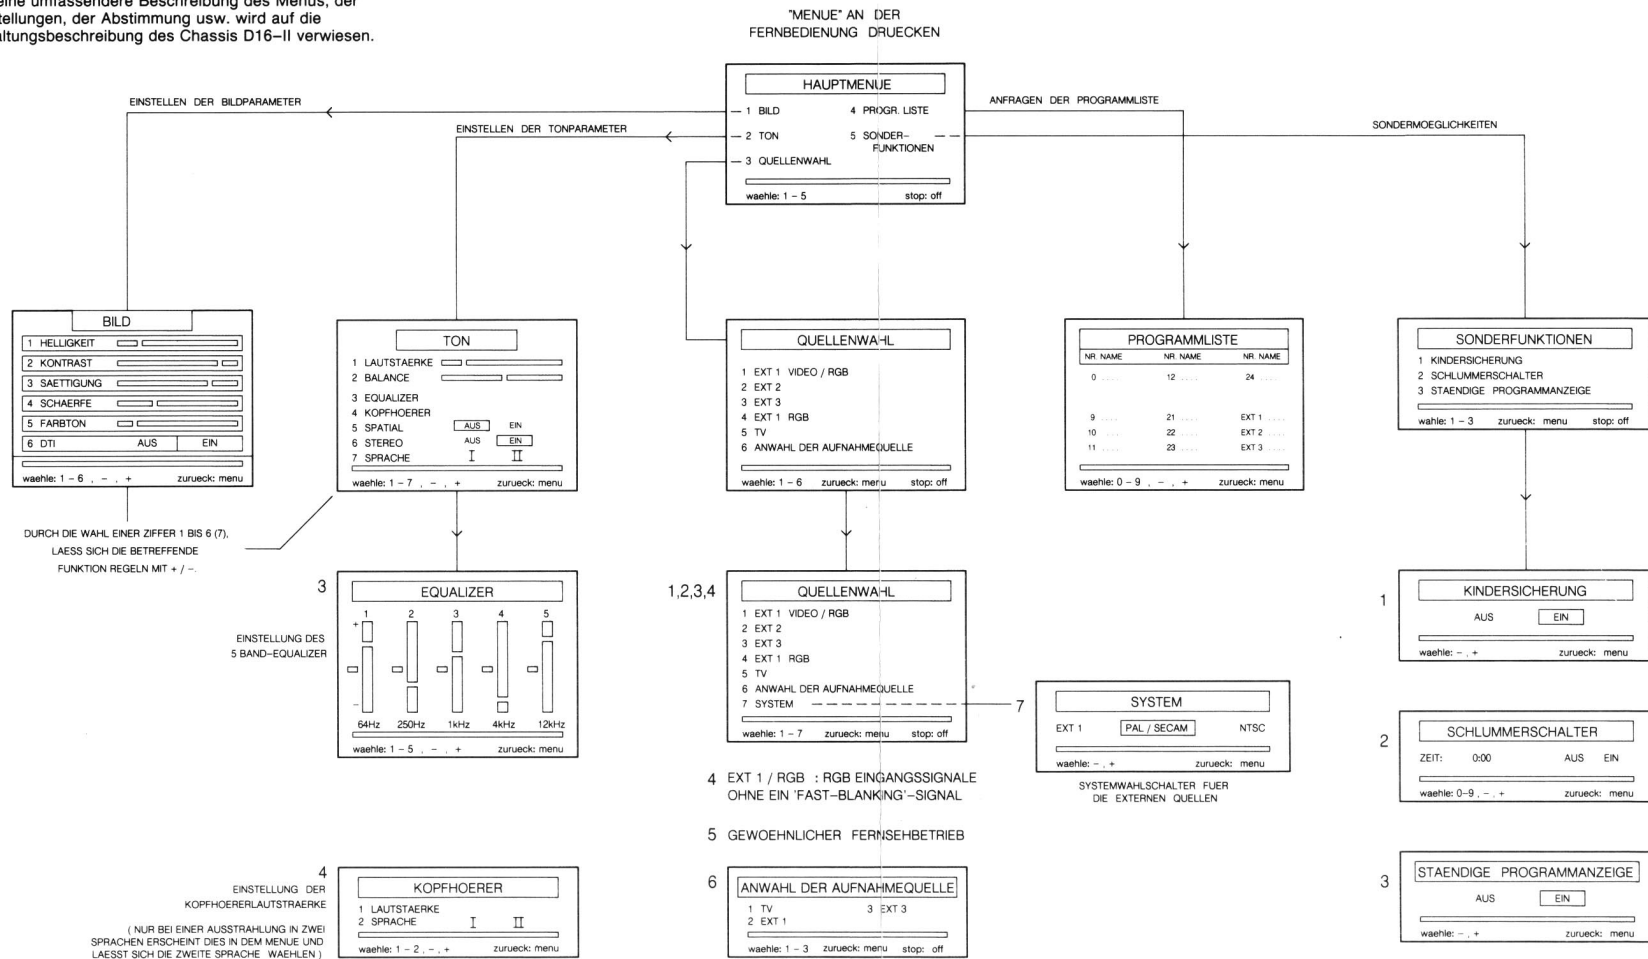 eine umfassendere Beschreibung des Menüs, der
tellungen, der Abstimmung usw. wird auf die
altungsbeschreibung des Chassis D16-II verwiesen.
"MENUE" AN DER
FERNBEDIENUNG DRUECKEN
HAUPTMENUE
1 BILD 4 PROGR. LISTE
2 TON 5 SONDER-
FUNKTIONEN
3 QUELLENWAHL
waehle: 1 - 5 stop: off
EINSTELLEN DER BILDPARAMETER
EINSTELLEN DER TONPARAMETER
ANFRAGEN DER PROGRAMMLISTE
SONDERMOEGLICHKEITEN
BILD
1 HELLIGKEIT
2 KONTRAST
3 SAETTIGUNG
4 SCHAERFE
5 FARBTON
6 DTI AUS EIN
waehle: 1 - 6 , - , + zurueck: menu
TON
1 LAUTSTAERKE
2 BALANCE
3 EQUALIZER
4 KOPFHOERER
5 SPATIAL AUS EIN
6 STEREO AUS EIN
7 SPRACHE I II
waehle: 1 - 7 , - , + zurueck: menu
QUELLENWAHL
1 EXT 1 VIDEO / RGB
2 EXT 2
3 EXT 3
4 EXT 1 RGB
5 TV
6 ANWAHL DER AUFNAHMEQUELLE
waehle: 1 - 6 zurueck: menu stop: off
PROGRAMMLISTE
NR. NAME NR. NAME NR. NAME
0 .... 12 .... 24 ....
9 .... 21 .... EXT 1 ....
10 .... 22 .... EXT 2 ....
11 .... 23 .... EXT 3 ....
waehle: 0 - 9 , - , + zurueck: menu
SONDERFUNKTIONEN
1 KINDERSICHERUNG
2 SCHLUMMERSCHALTER
3 STAENDIGE PROGRAMMANZEIGE
wahle: 1 - 3 zurueck: menu stop: off
DURCH DIE WAHL EINER ZIFFER 1 BIS 6 (7),
LAESS SICH DIE BETREFFENDE
FUNKTION REGELN MIT + / -.
3
EINSTELLUNG DES
5 BAND-EQUALIZER
EQUALIZER
1 2 3 4 5
+
-
64Hz 250Hz 1kHz 4kHz 12kHz
waehle: 1 - 5 , - , + zurueck: menu
1,2,3,4
QUELLENWAHL
1 EXT 1 VIDEO / RGB
2 EXT 2
3 EXT 3
4 EXT 1 RGB
5 TV
6 ANWAHL DER AUFNAHMEQUELLE
7 SYSTEM
waehle: 1 - 7 zurueck: menu stop: off
7
SYSTEM
EXT 1 PAL / SECAM NTSC
waehle: - , + zurueck: menu
SYSTEMWAHLSCHALTER FUER
DIE EXTERNEN QUELLEN
1
KINDERSICHERUNG
AUS EIN
waehle: - , + zurueck: menu
2
SCHLUMMERSCHALTER
ZEIT: 0:00 AUS EIN
waehle: 0-9 , - , + zurueck: menu
3
STAENDIGE PROGRAMMANZEIGE
AUS EIN
waehle: - , + zurueck: menu
4 EXT 1 / RGB : RGB EINGANGSSIGNALE
OHNE EIN 'FAST-BLANKING'-SIGNAL
5 GEWOEHNLICHER FERNSEHBETRIEB
6
ANWAHL DER AUFNAHMEQUELLE
1 TV 3 EXT 3
2 EXT 1
waehle: 1 - 3 zurueck: menu stop: off
4
EINSTELLUNG DER
KOPFHOERERLAUTSTRAERKE
( NUR BEI EINER AUSSTRAHLUNG IN ZWEI
SPRACHEN ERSCHEINT DIES IN DEM MENUE UND
LAESST SICH DIE ZWEITE SPRACHE WAEHLEN )
KOPFHOERER
1 LAUTSTAERKE
2 SPRACHE I II
waehle: 1 - 2 , - , + zurueck: menu